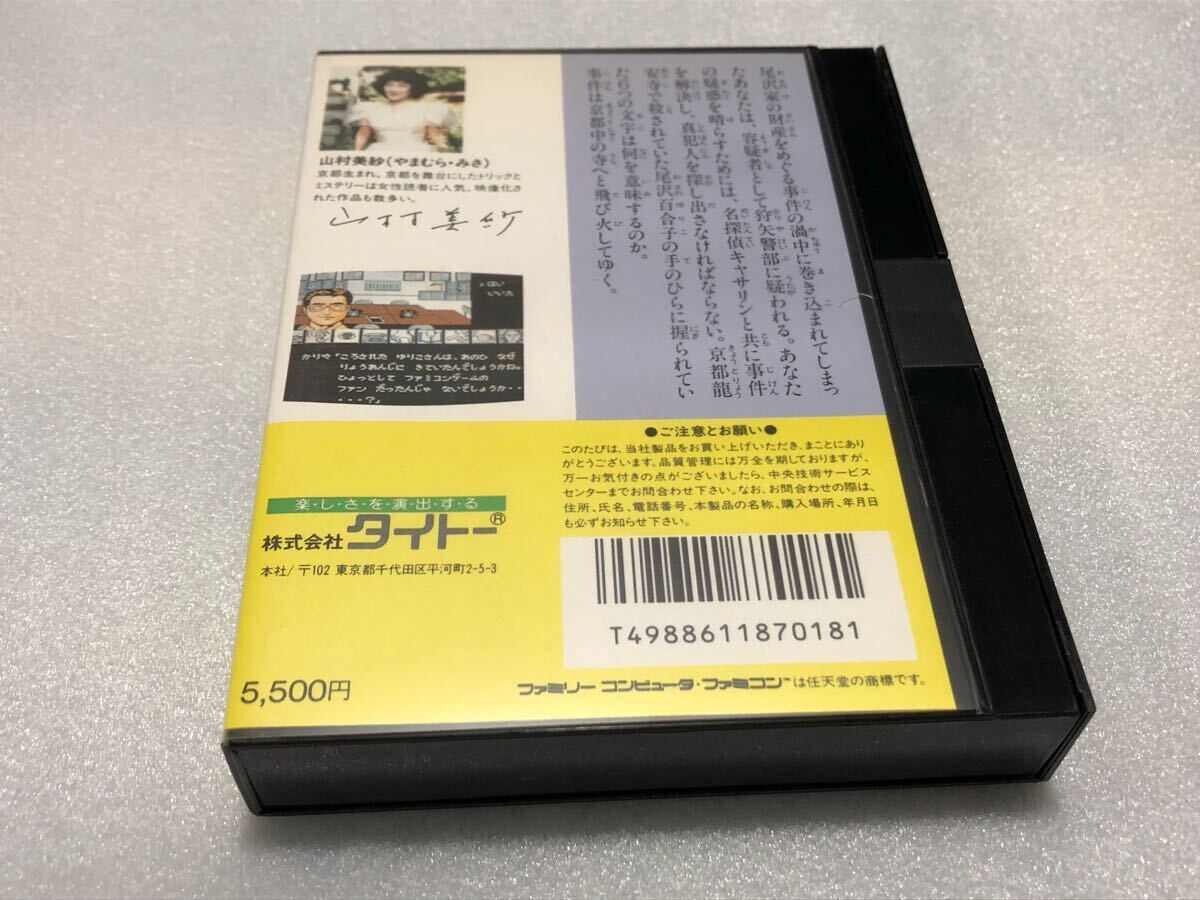 尾沢家の財産をめぐる事件の渦中に巻き込まれてしまっ
たあなたは、容疑者として狩矢警部に疑われる。あなた
の疑惑を晴らすためには、名探偵キャサリンと共に事件
を解決し、真犯人を探し出さなければならない。京都龍
安寺で殺されていた尾沢百合子の手のひらに握られてい
た6つの文字は何を意味するのか。
事件は京都中の寺へと飛び火してゆく。
山村美紗(やまむら・みさ)
京都生まれ。京都を舞台にしたトリックと
ミステリーは女性読者に人気。映像化さ
れた作品も数多い。
山村美紗
はい
いいえ
かりや「ころされた ゆりこさんは、あのひ なぜ
りょうあんじに きていたんでしょうかね。
ひょっとして ファミコンゲームの
ファン だったんじゃ ないでしょうか・・
・・・?」
●ご注意とお願い●
このたびは、当社製品をお買い上げいただき、まことにあり
がとうございます。品質管理には万全を期しておりますが、
万一お気付きの点がございましたら、中央技術サービス
センターまでお問合わせ下さい。なお、お問合わせの際は、
住所、氏名、電話番号、本製品の名称、購入場所、年月日
も必ずお知らせ下さい。
楽・し・さ・を・演・出・す・る
株式会社 タイトー®
本社/〒102 東京都千代田区平河町2-5-3
T4988611870181
5,500円
ファミリーコンピュータ・ファミコン™は任天堂の商標です。